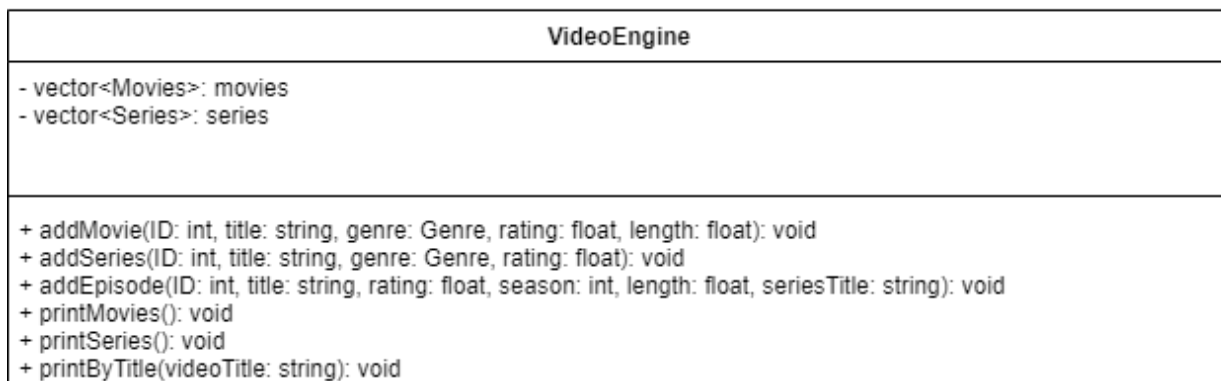 VideoEngine
- vector<Movies>: movies
- vector<Series>: series
+ addMovie(ID: int, title: string, genre: Genre, rating: float, length: float): void
+ addSeries(ID: int, title: string, genre: Genre, rating: float): void
+ addEpisode(ID: int, title: string, rating: float, season: int, length: float, seriesTitle: string): void
+ printMovies(): void
+ printSeries(): void
+ printByTitle(videoTitle: string): void